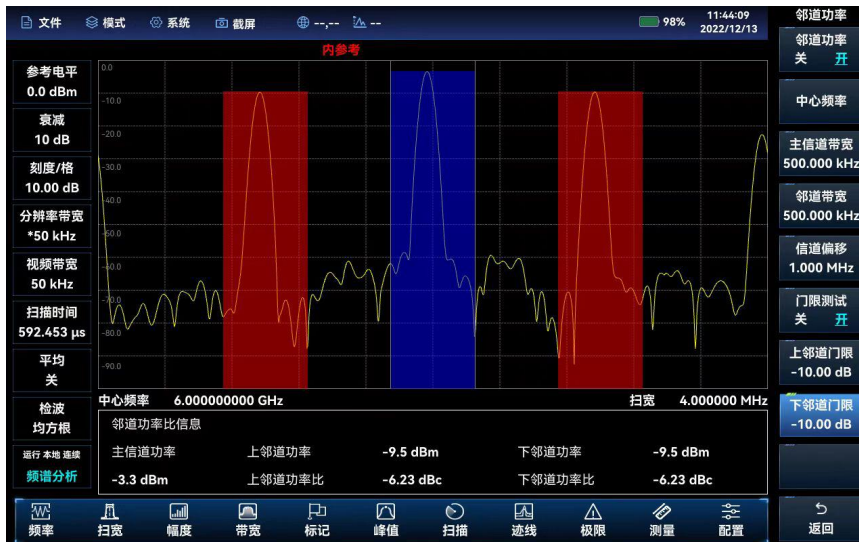 文件 模式 系统 截屏 --,-- -- 98% 11:44:09
2022/12/13
邻道功率
内参考
参考电平
0.0 dBm
衰减
10 dB
刻度/格
10.00 dB
分辨率带宽
*50 kHz
视频带宽
50 kHz
扫描时间
592.453 μs
平均
关
检波
均方根
运行 本地 连续
频谱分析
0.0
-10.0
-20.0
-30.0
-40.0
-50.0
-60.0
-70.0
-80.0
-90.0
中心频率 6.000000000 GHz 扫宽 4.000000 MHz
邻道功率比信息
主信道功率 上邻道功率 -9.5 dBm 下邻道功率 -9.5 dBm
-3.3 dBm 上邻道功率比 -6.23 dBc 下邻道功率比 -6.23 dBc
邻道功率
关 开
中心频率
主信道带宽
500.000 kHz
邻道带宽
500.000 kHz
信道偏移
1.000 MHz
门限测试
关 开
上邻道门限
-10.00 dB
下邻道门限
-10.00 dB
频率 扫宽 幅度 带宽 标记 峰值 扫描 迹线 极限 测量 配置 返回